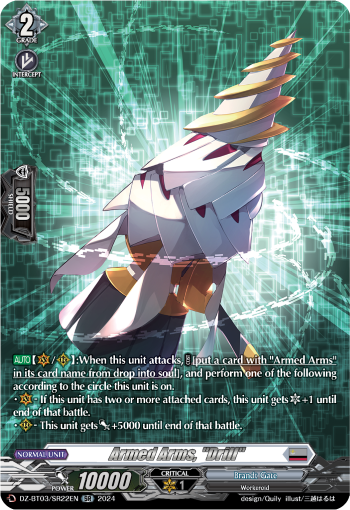 2
GRADE
INTERCEPT
5000
SHIELD
AUTO【V/R】:When this unit attacks, COST [put a card with "Armed Arms"
in its card name from drop into soul], and perform one of the following
according to the circle this unit is on.
・V - If this unit has two or more attached cards, this unit gets +1 until
end of that battle.
・R - This unit gets +5000 until end of that battle.
NORMAL UNIT
Armed Arms, "Drill"
POWER 10000
CRITICAL
1
Brandt Gate
Workeroid
DZ-BT03/SR22EN SR 2024
design/Quily illust/三越はるは